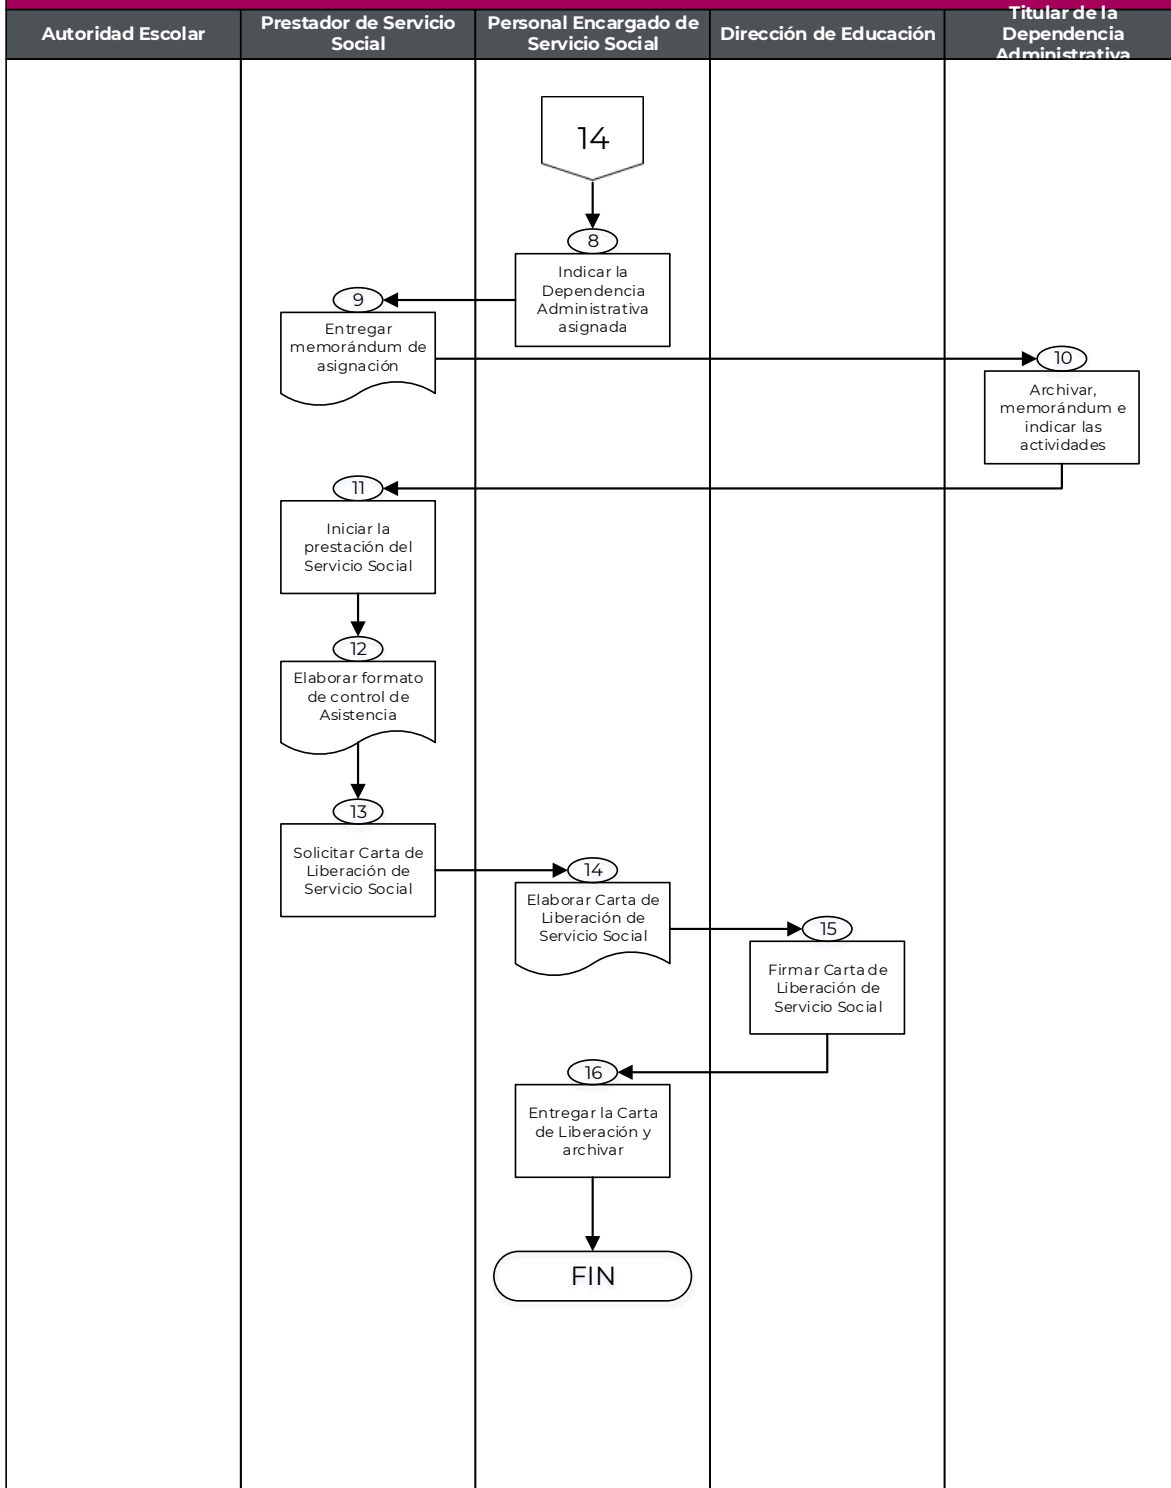 Autoridad Escolar
Prestador de Servicio
Social
Personal Encargado de
Servicio Social
Dirección de Educación
Titular de la
Dependencia
Administrativa
14
8
Indicar la
Dependencia
Administrativa
asignada
9
Entregar
memorándum de
asignación
10
Archivar,
memorándum e
indicar las
actividades
11
Iniciar la
prestación del
Servicio Social
12
Elaborar formato
de control de
Asistencia
13
Solicitar Carta de
Liberación de
Servicio Social
14
Elaborar Carta de
Liberación de
Servicio Social
15
Firmar Carta de
Liberación de
Servicio Social
16
Entregar la Carta
de Liberación y
archivar
FIN